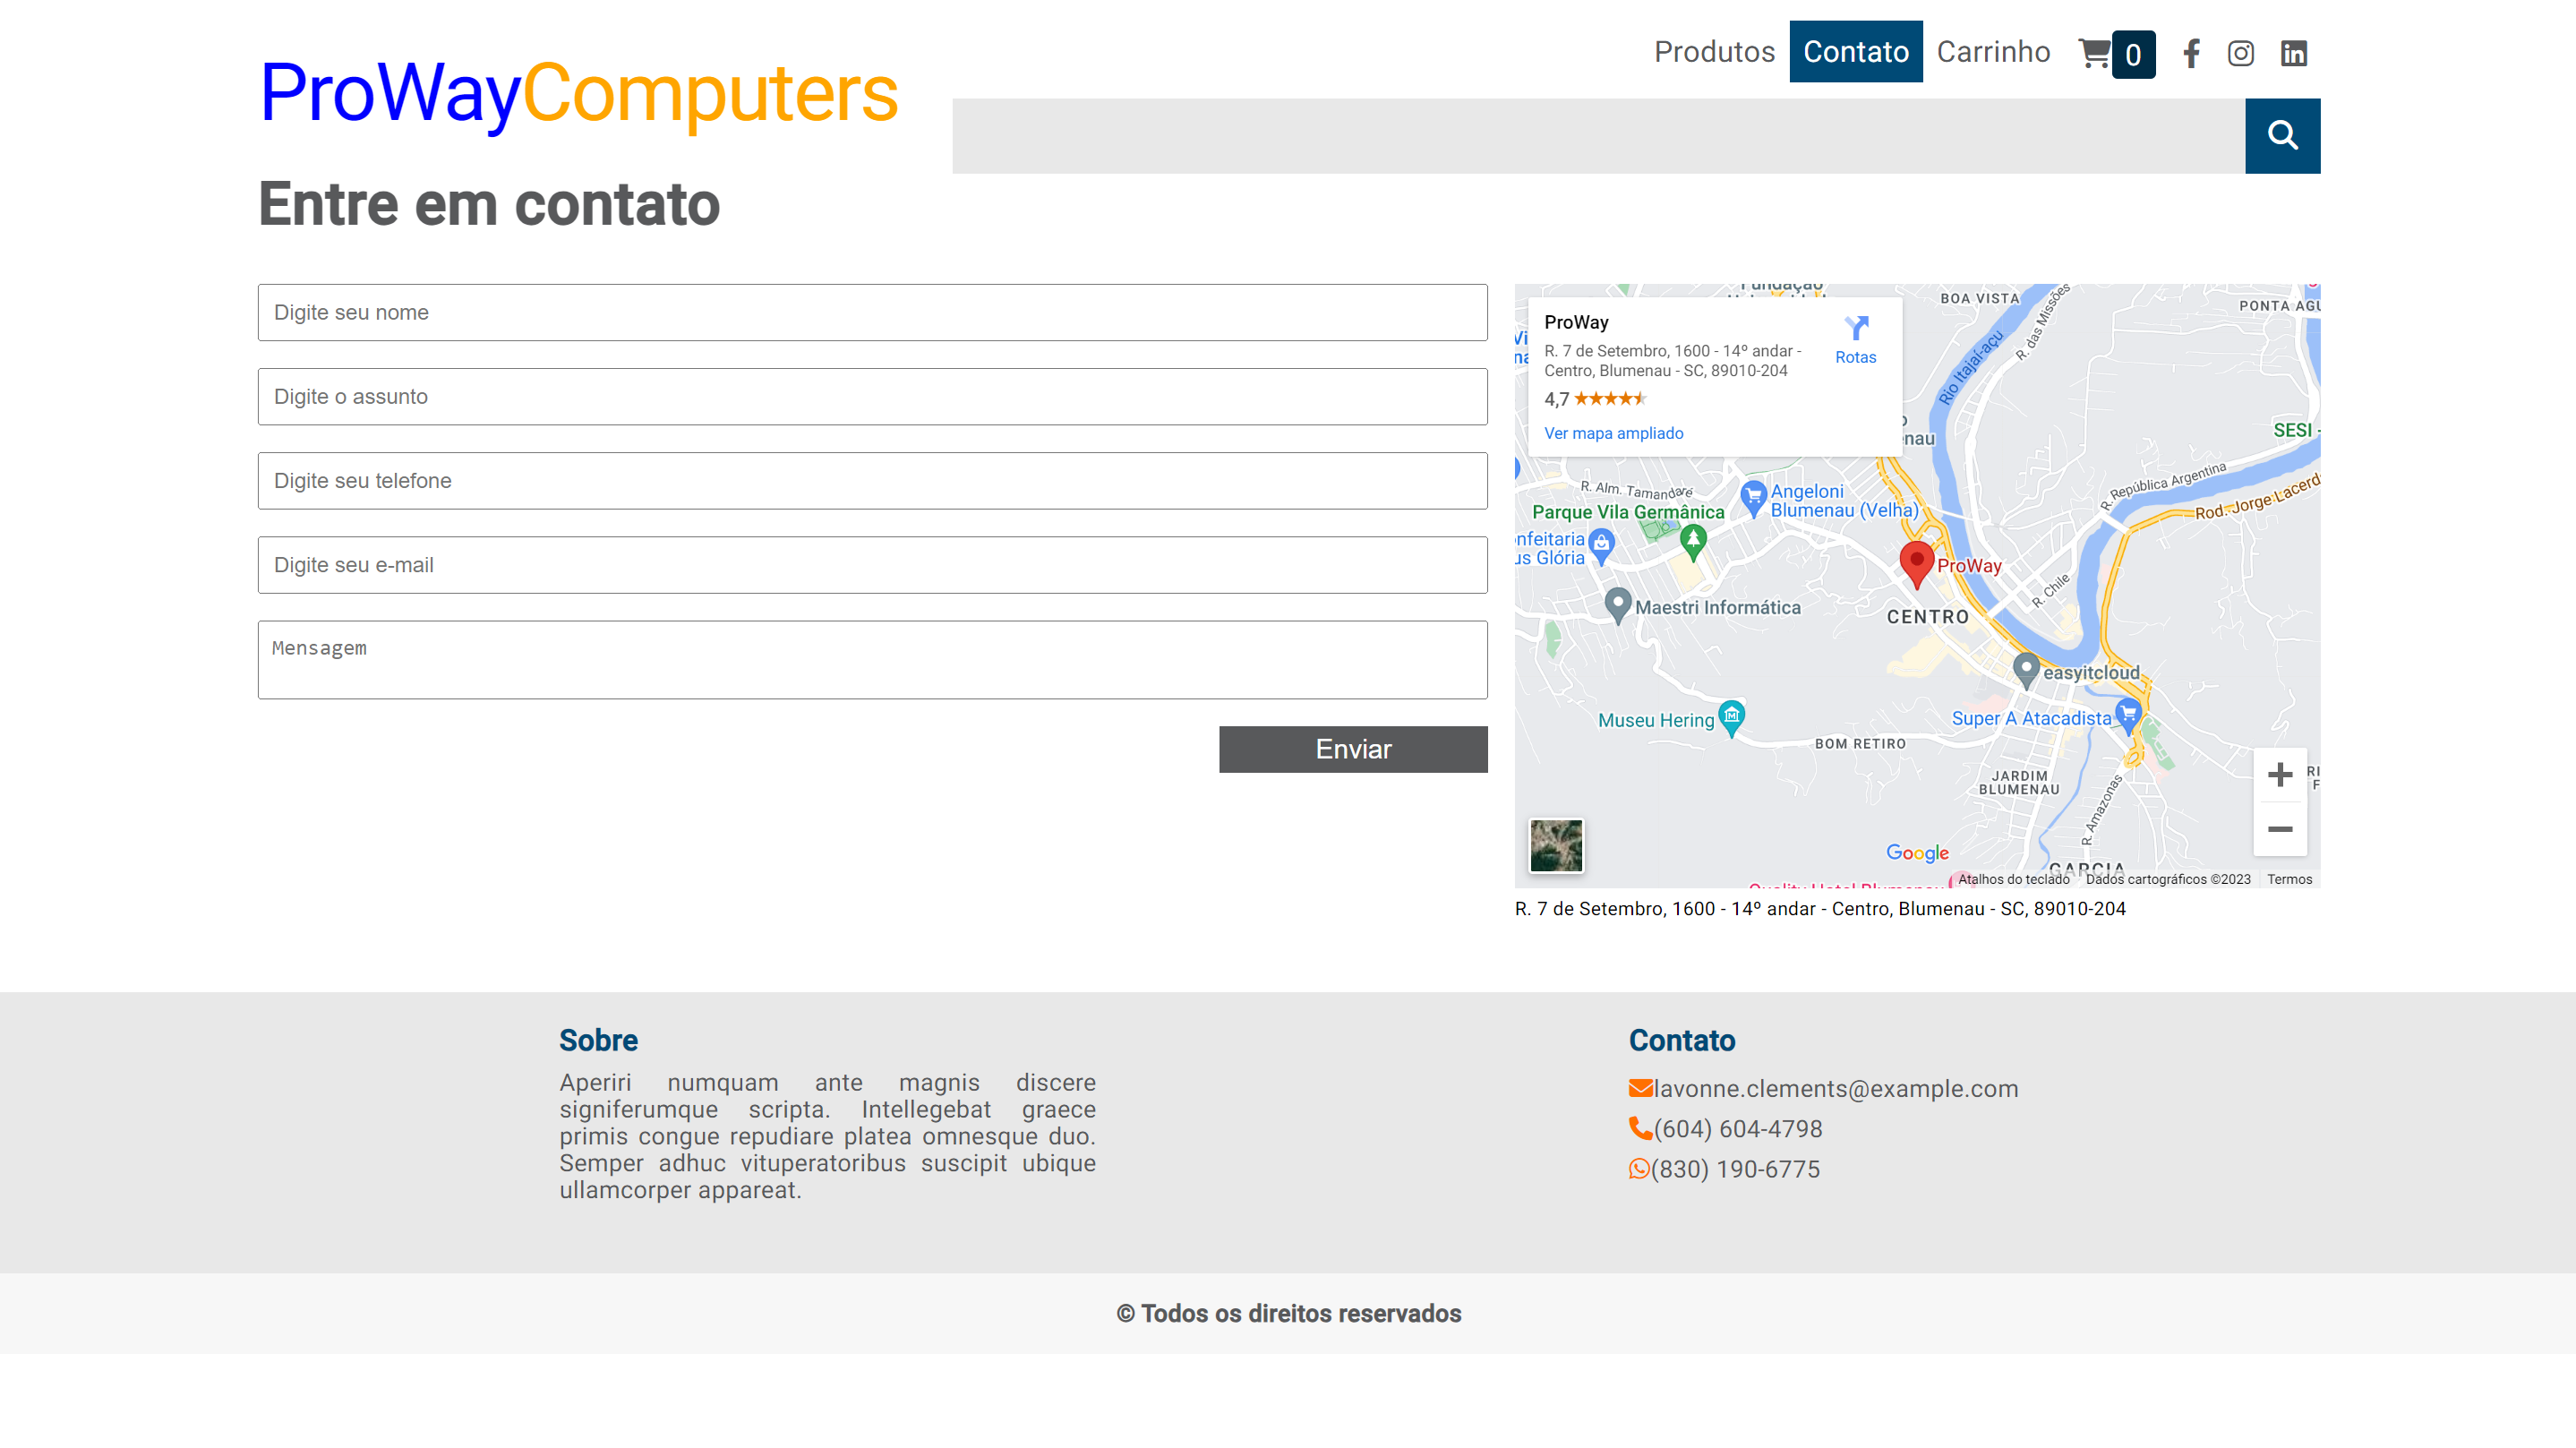 Produtos Contato Carrinho 0
ProWayComputers
Entre em contato
Digite seu nome
Digite o assunto
Digite seu telefone
Digite seu e-mail
Mensagem
Enviar
ProWay
R. 7 de Setembro, 1600 - 14º andar -
Centro, Blumenau - SC, 89010-204
Rotas
4,7
Ver mapa ampliado
BOA VISTA
R. das Missões
PONTA AGU
Rio Itajaí-açu
SESI -
nau
R. República Argentina
Rod. Jorge Lacerd
R. Alm. Tamandaré
Angeloni
Blumenau (Velha)
Parque Vila Germânica
nfeitaria
us Glória
ProWay
R. Chile
Maestri Informática
CENTRO
easyitcloud
Museu Hering
Super A Atacadista
BOM RETIRO
JARDIM
BLUMENAU
R. Amazonas
Google
GARCIA
Quality Hotel Blumenau
Atalhos do teclado Dados cartográficos ©2023 Termos
R. 7 de Setembro, 1600 - 14º andar - Centro, Blumenau - SC, 89010-204
Sobre
Aperiri numquam ante magnis discere
signiferumque scripta. Intellegebat graece
primis congue repudiare platea omnesque duo.
Semper adhuc vituperatoribus suscipit ubique
ullamcorper appareat.
Contato
lavonne.clements@example.com
(604) 604-4798
(830) 190-6775
© Todos os direitos reservados